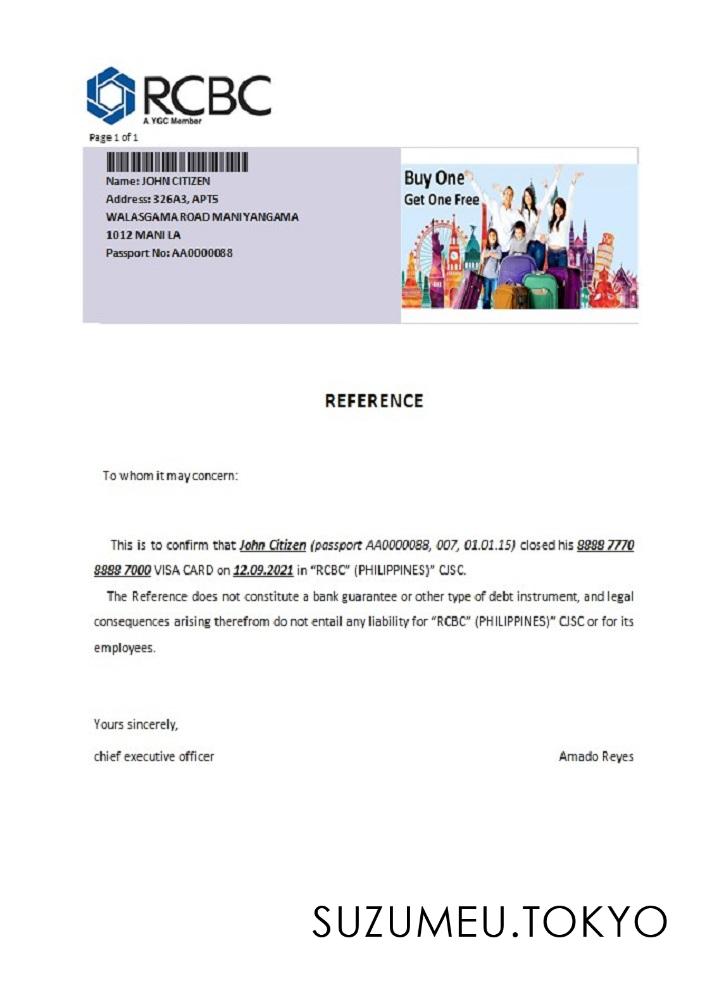 RCBC
A YGC Member
Page 1 of 1
Name: JOHN CITIZEN
Address: 326A3, APT5
WALASGAMA ROAD MANIYANGAMA
1012 MANILA
Passport No: AA0000088
Buy One
Get One Free
REFERENCE
To whom it may concern:
This is to confirm that John Citizen (passport AA0000088, 007, 01.01.15) closed his 8888 7770
8888 7000 VISA CARD on 12.09.2021 in “RCBC” (PHILIPPINES)” CJSC.
The Reference does not constitute a bank guarantee or other type of debt instrument, and legal
consequences arising therefrom do not entail any liability for “RCBC” (PHILIPPINES)” CJSC or for its
employees.
Yours sincerely,
chief executive officer Amado Reyes
SUZUMEU.TOKYO